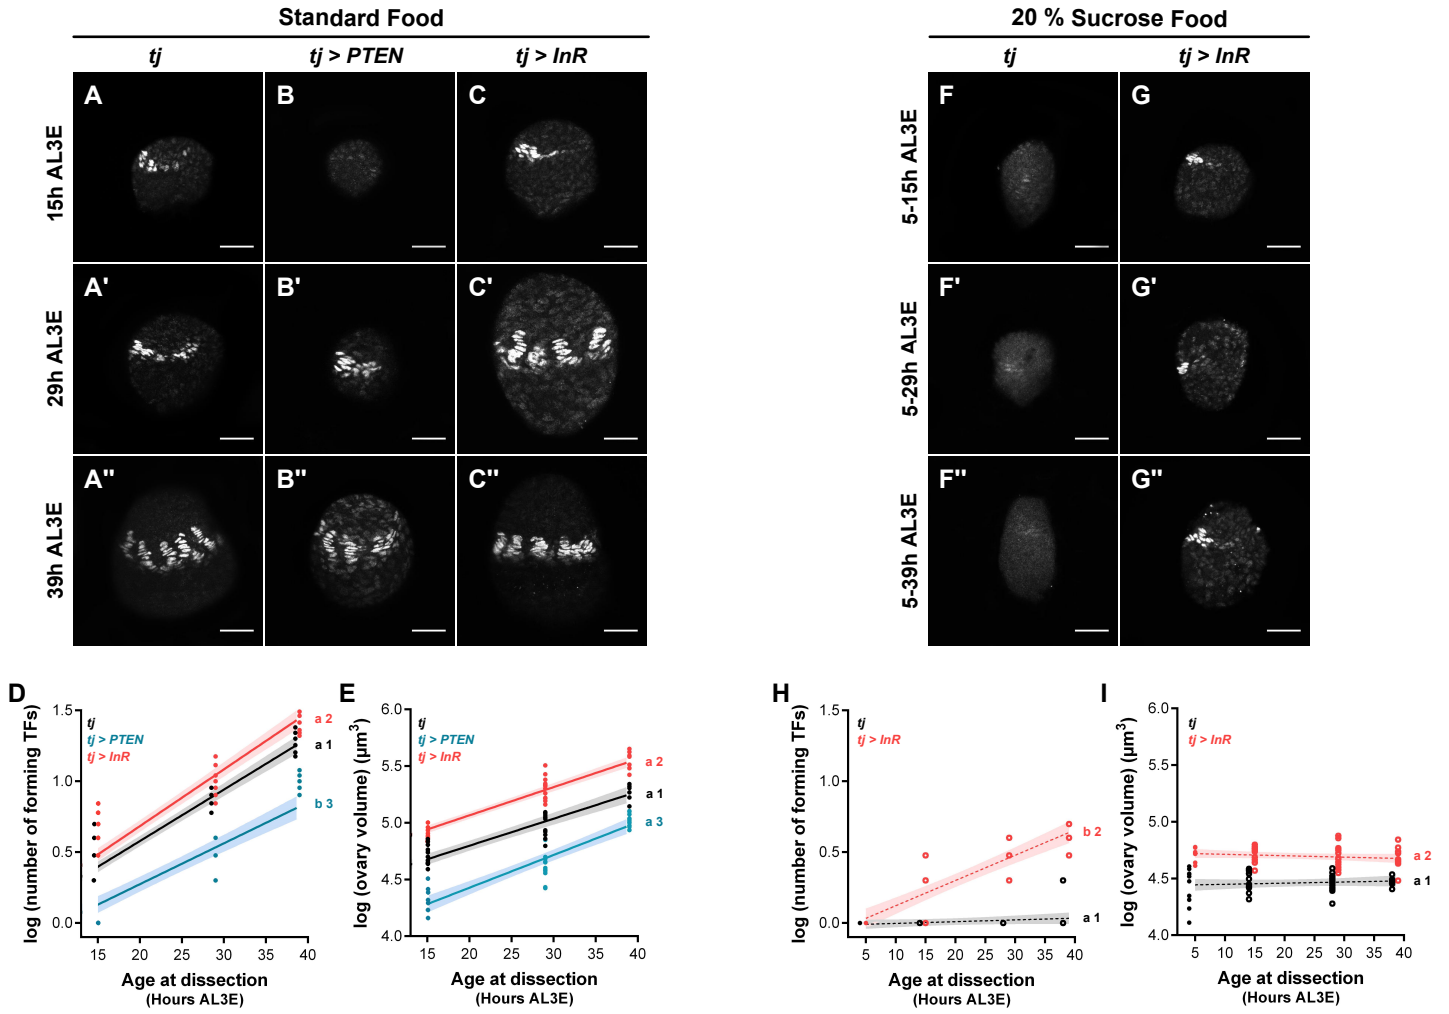 Standard Food
20 % Sucrose Food
tj
tj > PTEN
tj > InR
tj
tj > InR
15h AL3E
A
B
C
5-15h AL3E
F
G
29h AL3E
A'
B'
C'
5-29h AL3E
F'
G'
39h AL3E
A"
B"
C"
5-39h AL3E
F"
G"
D
log (number of forming TFs)
1.5
1.0
0.5
0.0
tj
tj > PTEN
tj > InR
a 2
a 1
b 3
15 20 25 30 35 40
Age at dissection
(Hours AL3E)
E
log (ovary volume) (µm³)
6.0
5.5
5.0
4.5
4.0
tj
tj > PTEN
tj > InR
a 2
a 1
a 3
15 20 25 30 35 40
Age at dissection
(Hours AL3E)
H
log (number of forming TFs)
1.5
1.0
0.5
0.0
tj
tj > InR
b 2
a 1
5 10 15 20 25 30 35 40
Age at dissection
(Hours AL3E)
I
log (ovary volume) (µm³)
6.0
5.5
5.0
4.5
4.0
tj
tj > InR
a 2
a 1
5 10 15 20 25 30 35 40
Age at dissection
(Hours AL3E)